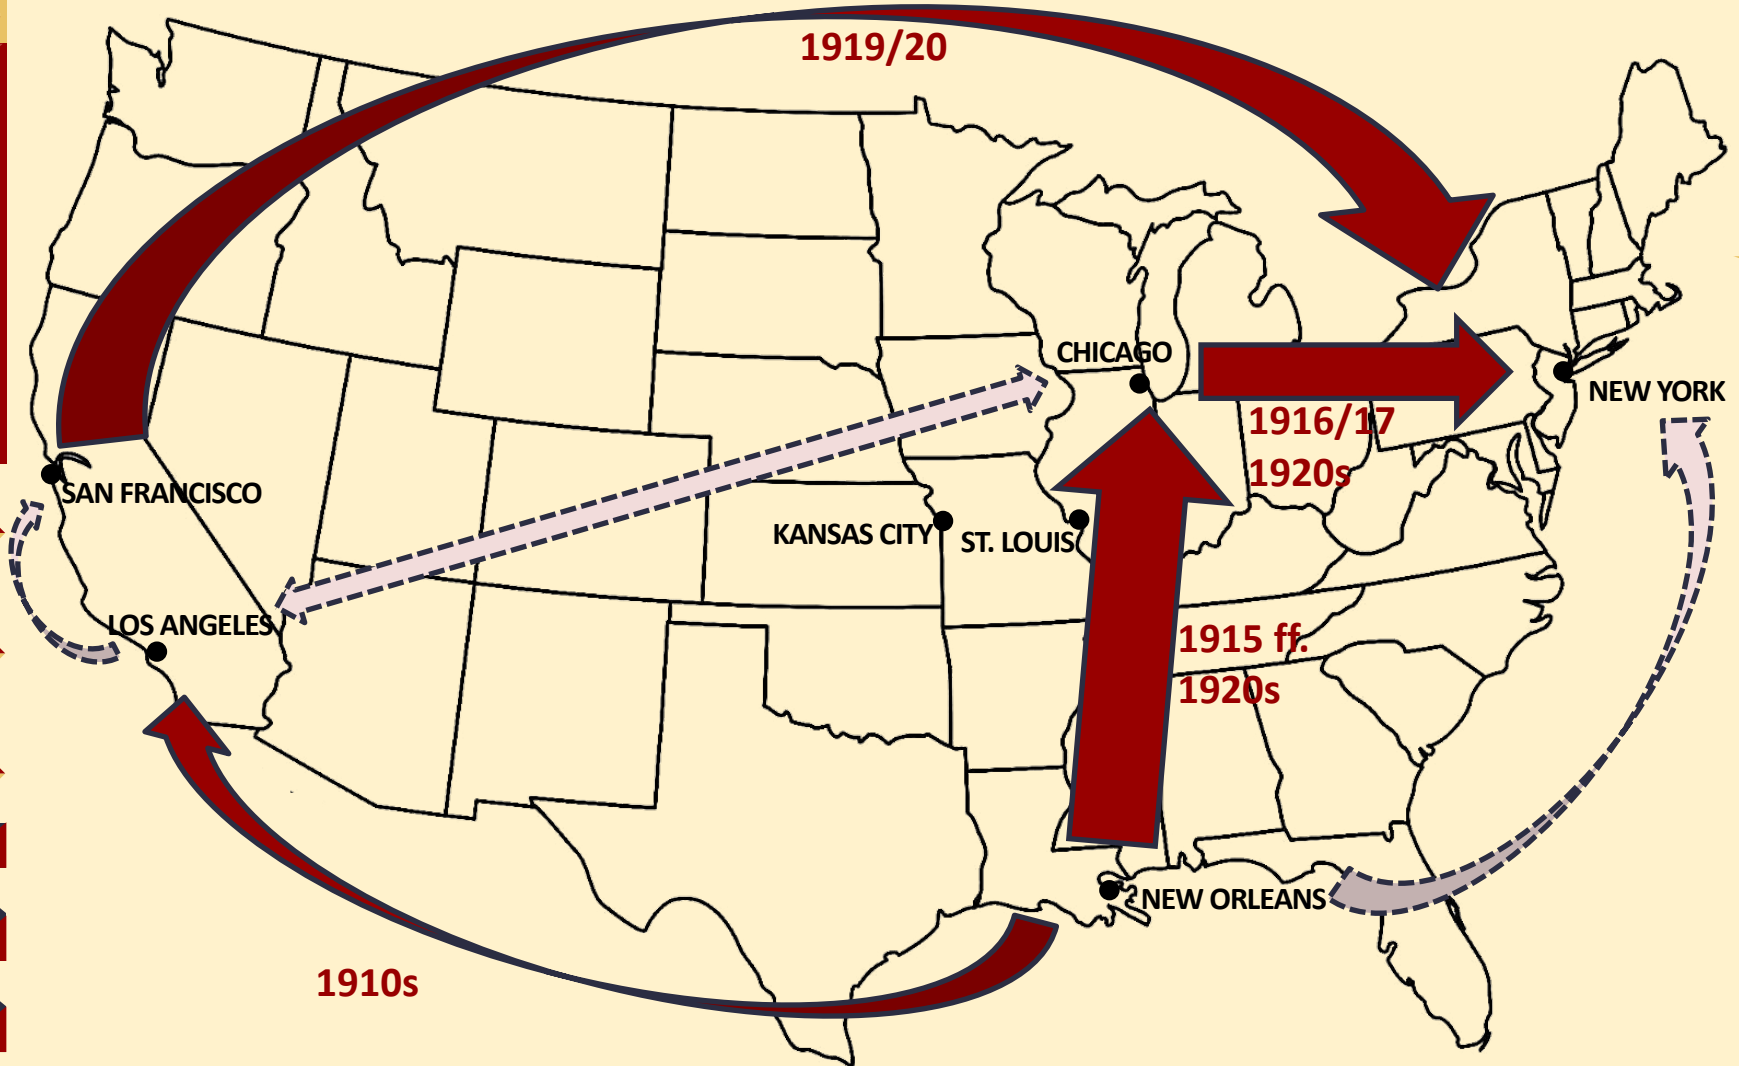 1919/20
CHICAGO
NEW YORK
1916/17
1920s
SAN FRANCISCO
KANSAS CITY
ST. LOUIS
LOS ANGELES
1915 ff.
1920s
NEW ORLEANS
1910s